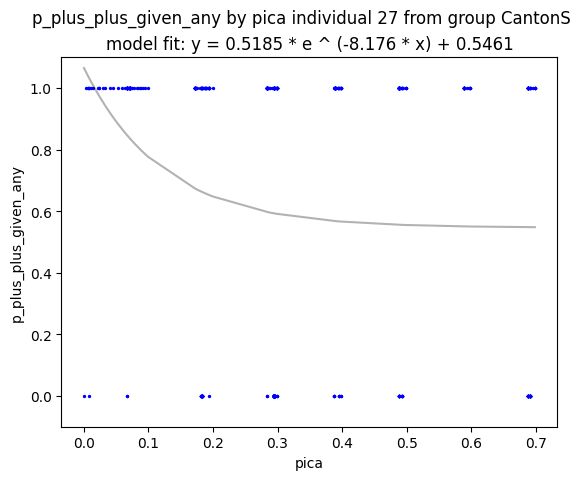 p_plus_plus_given_any by pica individual 27 from group CantonS
model fit: y = 0.5185 * e ^ (-8.176 * x) + 0.5461
p_plus_plus_given_any
1.0
0.8
0.6
0.4
0.2
0.0
0.0 0.1 0.2 0.3 0.4 0.5 0.6 0.7
pica